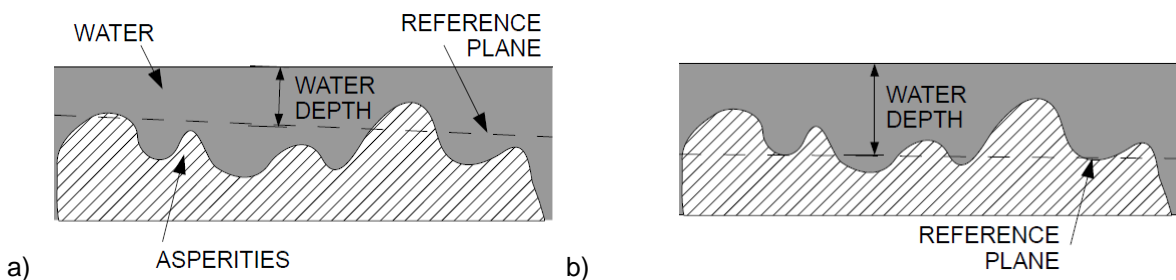 WATER
REFERENCE
PLANE
WATER
DEPTH
ASPERITIES
a)
WATER
DEPTH
REFERENCE
PLANE
b)